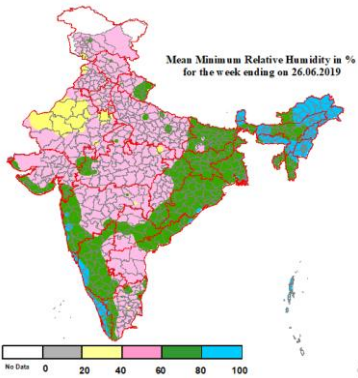 Mean Minimum Relative Humidity in %
for the week ending on 26.06.2019
No Data 0 20 40 60 80 100